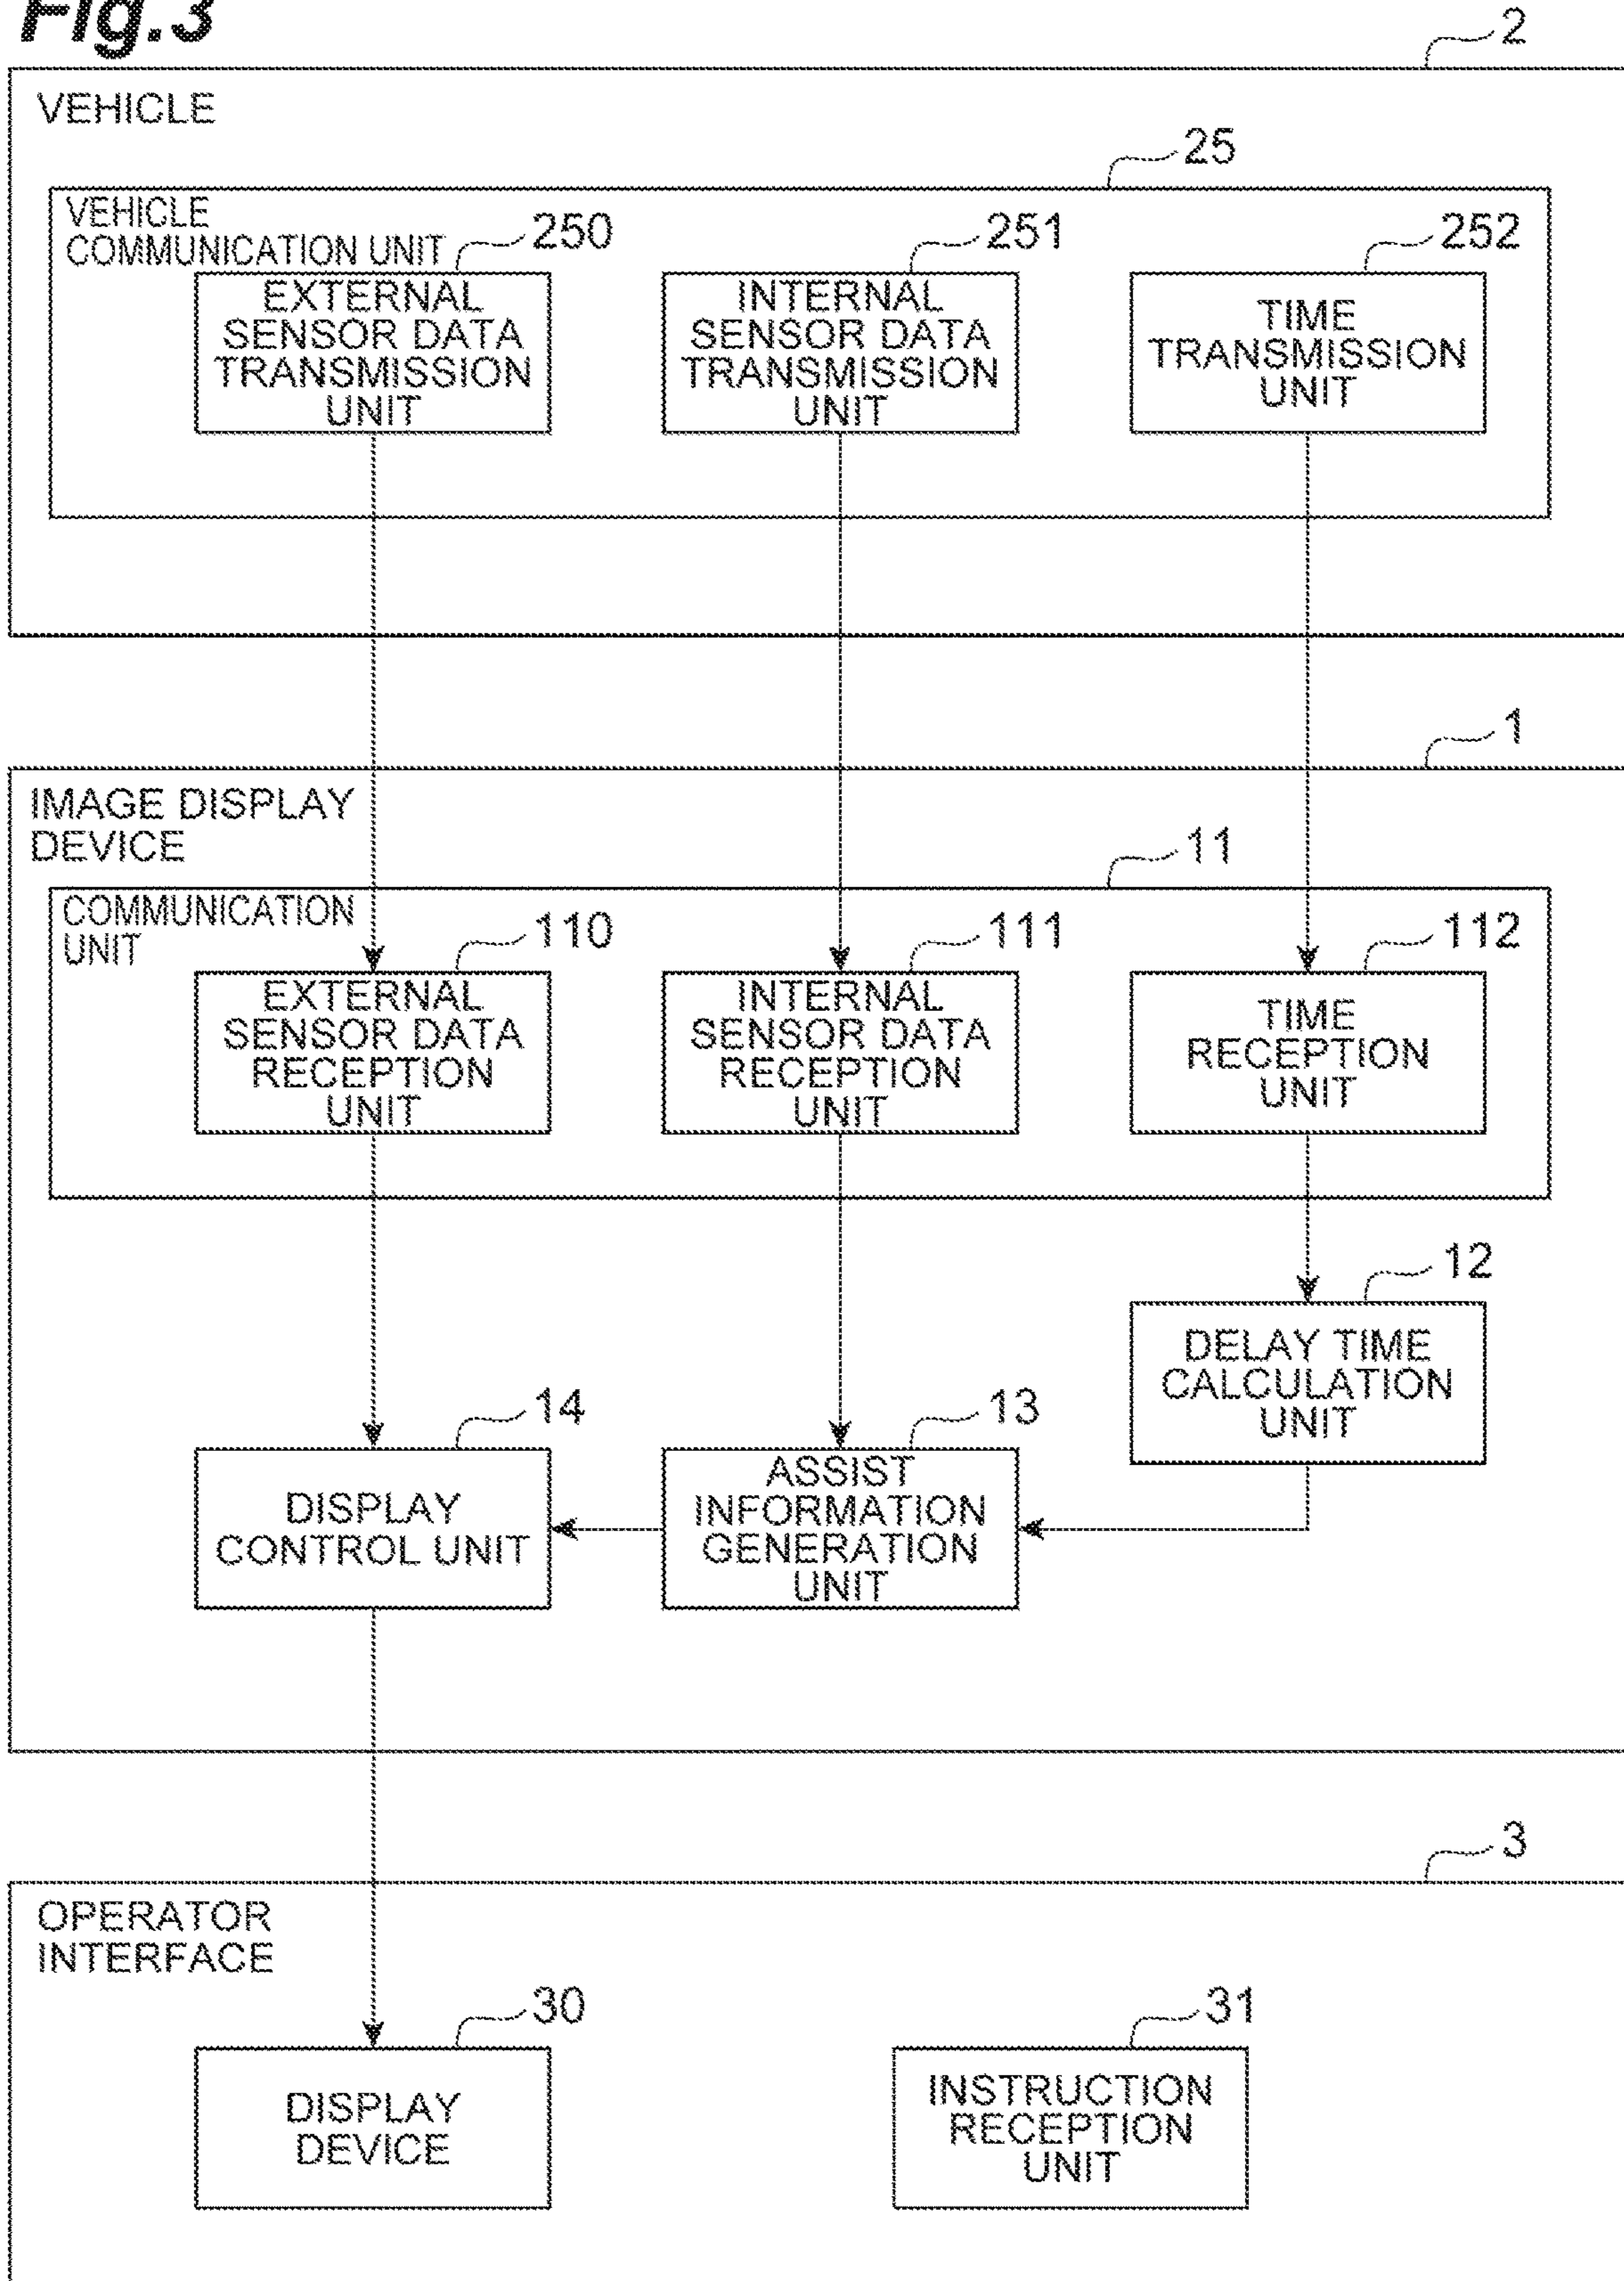 Fig.3
2
VEHICLE
25
VEHICLE
COMMUNICATION UNIT
250
251
252
EXTERNAL
SENSOR DATA
TRANSMISSION
UNIT
INTERNAL
SENSOR DATA
TRANSMISSION
UNIT
TIME
TRANSMISSION
UNIT
1
IMAGE DISPLAY
DEVICE
11
COMMUNICATION
UNIT
110
111
112
EXTERNAL
SENSOR DATA
RECEPTION
UNIT
INTERNAL
SENSOR DATA
RECEPTION
UNIT
TIME
RECEPTION
UNIT
12
DELAY TIME
CALCULATION
UNIT
14
13
DISPLAY
CONTROL UNIT
ASSIST
INFORMATION
GENERATION
UNIT
3
OPERATOR
INTERFACE
30
31
DISPLAY
DEVICE
INSTRUCTION
RECEPTION
UNIT